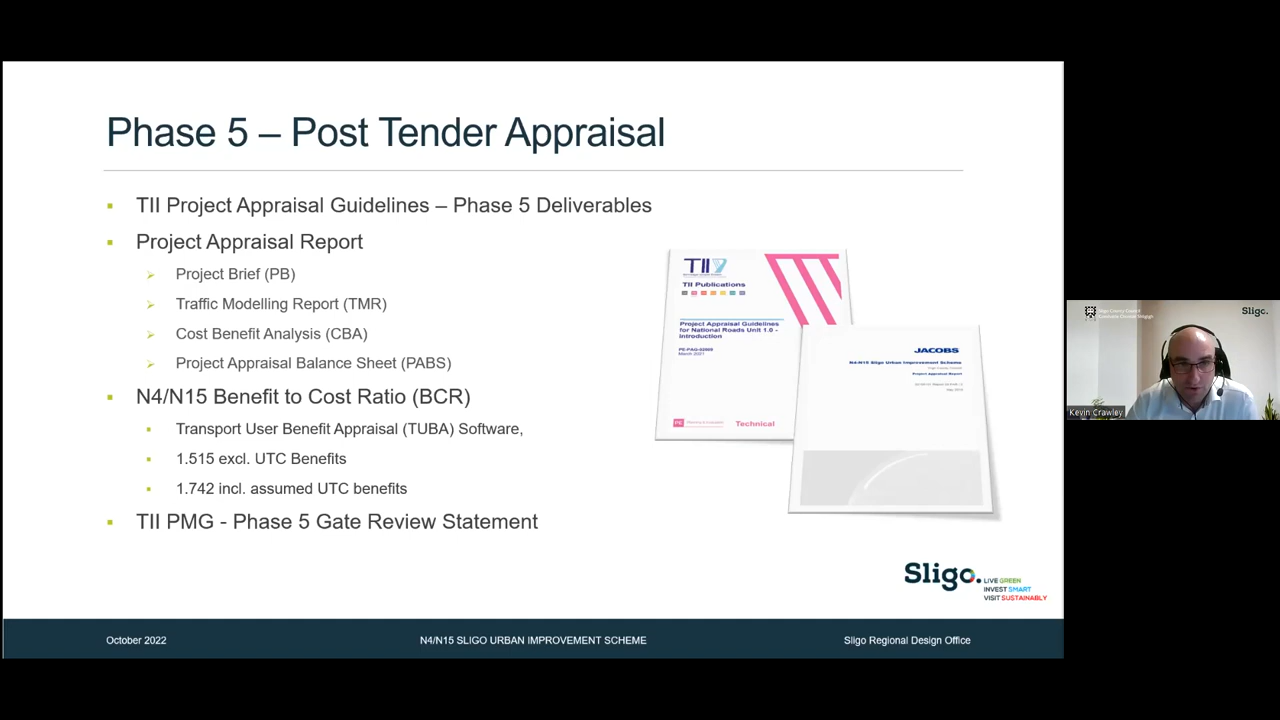 Phase 5 – Post Tender Appraisal
TII Project Appraisal Guidelines – Phase 5 Deliverables
Project Appraisal Report
Project Brief (PB)
Traffic Modelling Report (TMR)
Cost Benefit Analysis (CBA)
Project Appraisal Balance Sheet (PABS)
N4/N15 Benefit to Cost Ratio (BCR)
Transport User Benefit Appraisal (TUBA) Software,
1.515 excl. UTC Benefits
1.742 incl. assumed UTC benefits
TII PMG - Phase 5 Gate Review Statement
TII
TII Publications
Project Appraisal Guidelines
for National Roads Unit 1.0 -
Introduction
March 2021
PE
Technical
JACOBS
N4-N15 Sligo Urban Improvement Scheme
Project Appraisal Report
Sligo.
LIVE GREEN
INVEST SMART
VISIT SUSTAINABLY
October 2022
N4/N15 SLIGO URBAN IMPROVEMENT SCHEME
Sligo Regional Design Office
Sligo County Council
Sligo.
Kevin Crawley